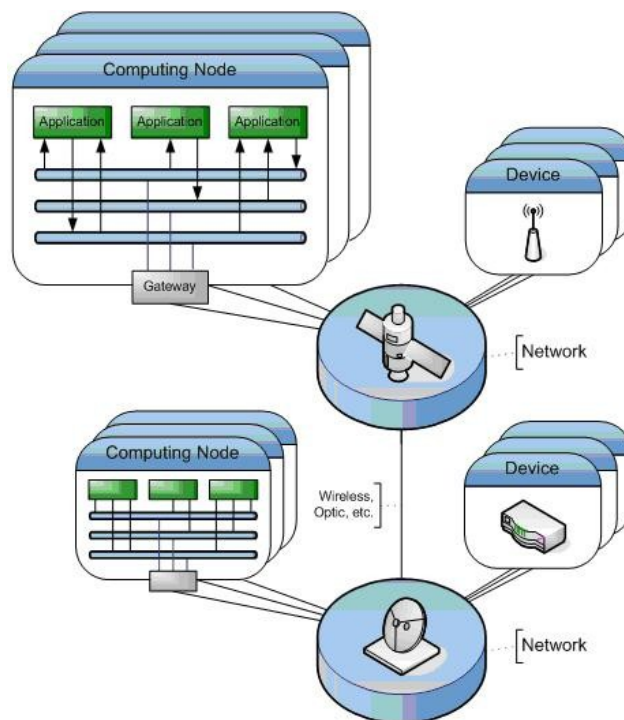 Computing Node
Application Application Application
Device
Gateway
Network
Computing Node
Device
Wireless,
Optic, etc.
Network